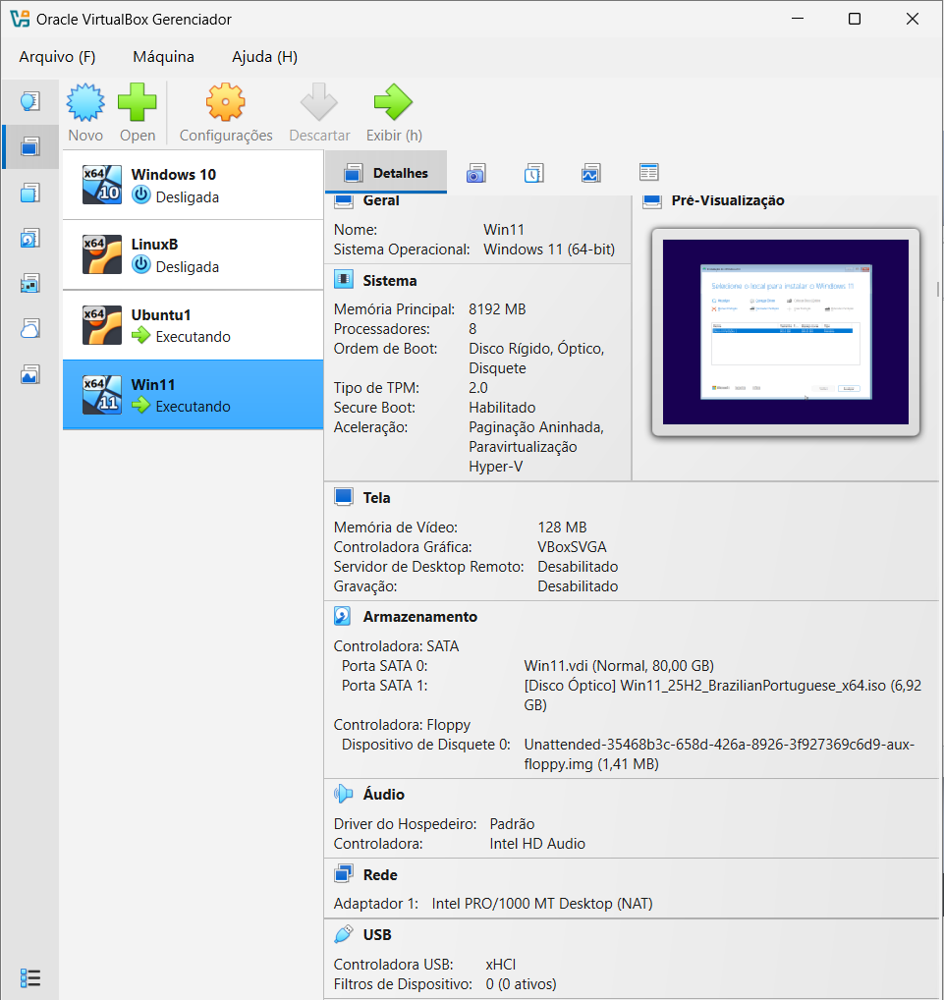 Oracle VirtualBox Gerenciador
Arquivo (F) Máquina Ajuda (H)
Novo Open Configurações Descartar Exibir (h)
x64 10 Windows 10
Desligada
x64 LinuxB
Desligada
x64 Ubuntu1
Executando
x64 11 Win11
Executando
Detalhes
Geral
Nome: Win11
Sistema Operacional: Windows 11 (64-bit)
Pré-Visualização
Selecione o local para instalar o Windows 11
Sistema
Memória Principal: 8192 MB
Processadores: 8
Ordem de Boot: Disco Rígido, Óptico,
Disquete
Tipo de TPM: 2.0
Secure Boot: Habilitado
Aceleração: Paginação Aninhada,
Paravirtualização
Hyper-V
Tela
Memória de Vídeo: 128 MB
Controladora Gráfica: VBoxSVGA
Servidor de Desktop Remoto: Desabilitado
Gravação: Desabilitado
Armazenamento
Controladora: SATA
Porta SATA 0: Win11.vdi (Normal, 80,00 GB)
Porta SATA 1: [Disco Óptico] Win11_25H2_BrazilianPortuguese_x64.iso (6,92
GB)
Controladora: Floppy
Dispositivo de Disquete 0: Unattended-35468b3c-658d-426a-8926-3f927369c6d9-aux-
floppy.img (1,41 MB)
Áudio
Driver do Hospedeiro: Padrão
Controladora: Intel HD Audio
Rede
Adaptador 1: Intel PRO/1000 MT Desktop (NAT)
USB
Controladora USB: xHCI
Filtros de Dispositivo: 0 (0 ativos)